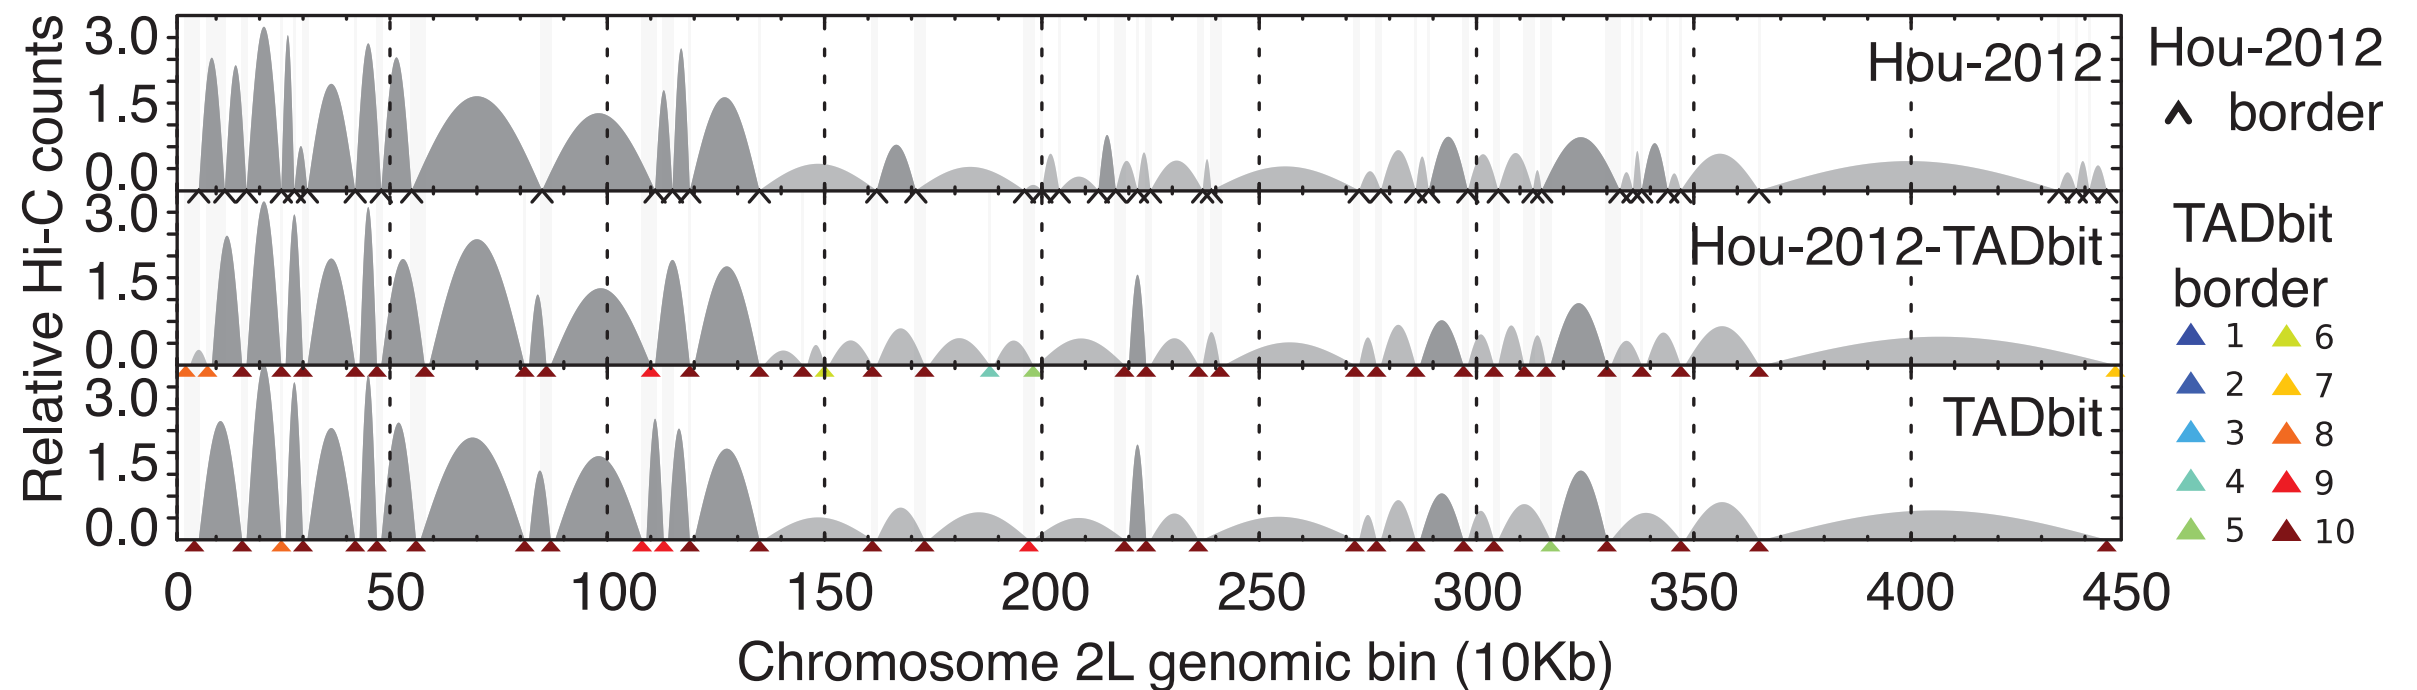 Relative Hi-C counts
3.0
1.5
0.0
Hou-2012
3.0
1.5
0.0
Hou-2012-TADbit
3.0
1.5
0.0
TADbit
0 50 100 150 200 250 300 350 400 450
Chromosome 2L genomic bin (10Kb)
Hou-2012
border
TADbit
border
1 6
2 7
3 8
4 9
5 10